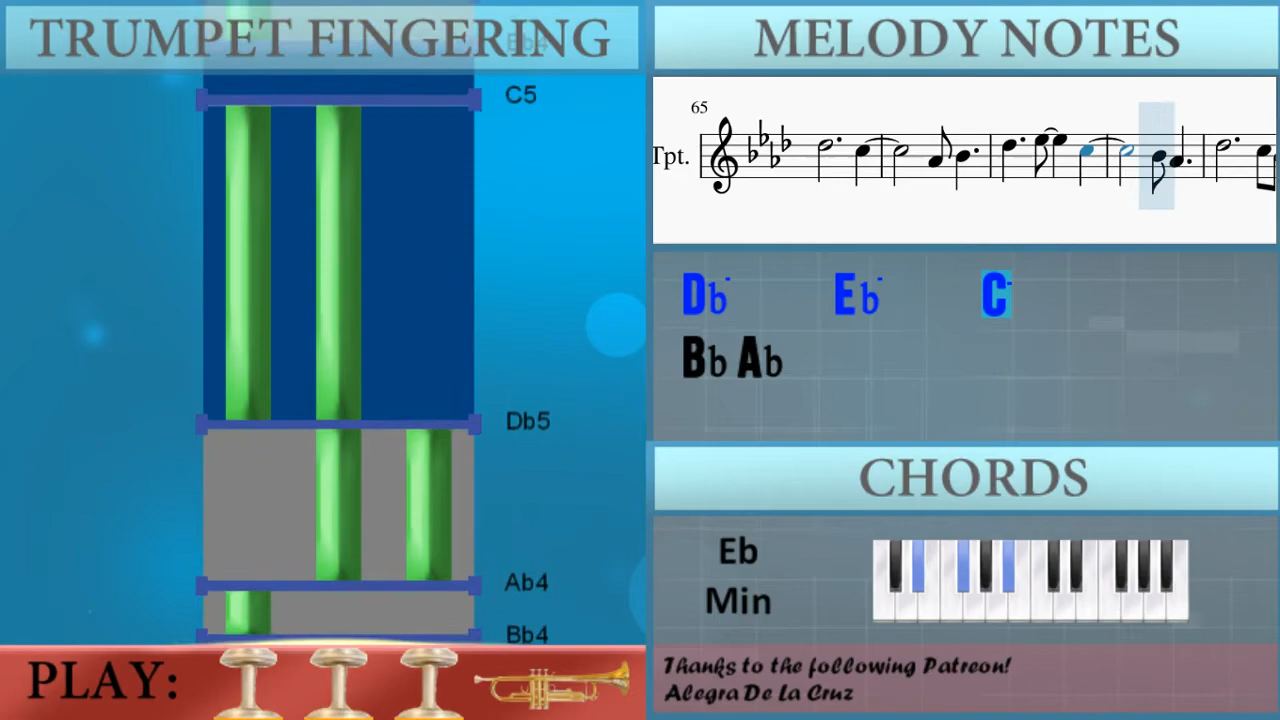 TRUMPET FINGERING
Bb4
C5
Db5
Ab4
Bb4
PLAY:
MELODY NOTES
65
Tpt.
Db- Eb- C-
Bb Ab
CHORDS
Eb
Min
Thanks to the following Patreon!
Alegra De La Cruz